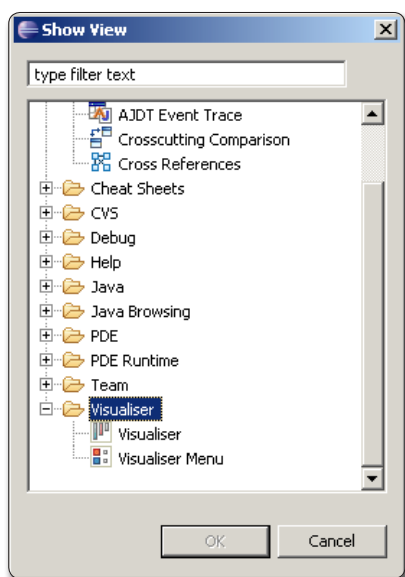 Show View
type filter text
AJDT Event Trace
Crosscutting Comparison
Cross References
Cheat Sheets
CVS
Debug
Help
Java
Java Browsing
PDE
PDE Runtime
Team
Visualiser
Visualiser
Visualiser Menu
OK
Cancel